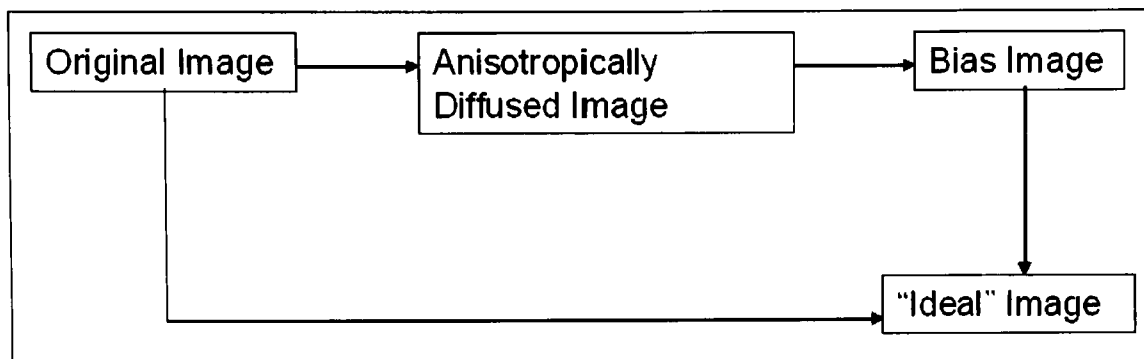 Original Image
Anisotropically
Diffused Image
Bias Image
“Ideal” Image